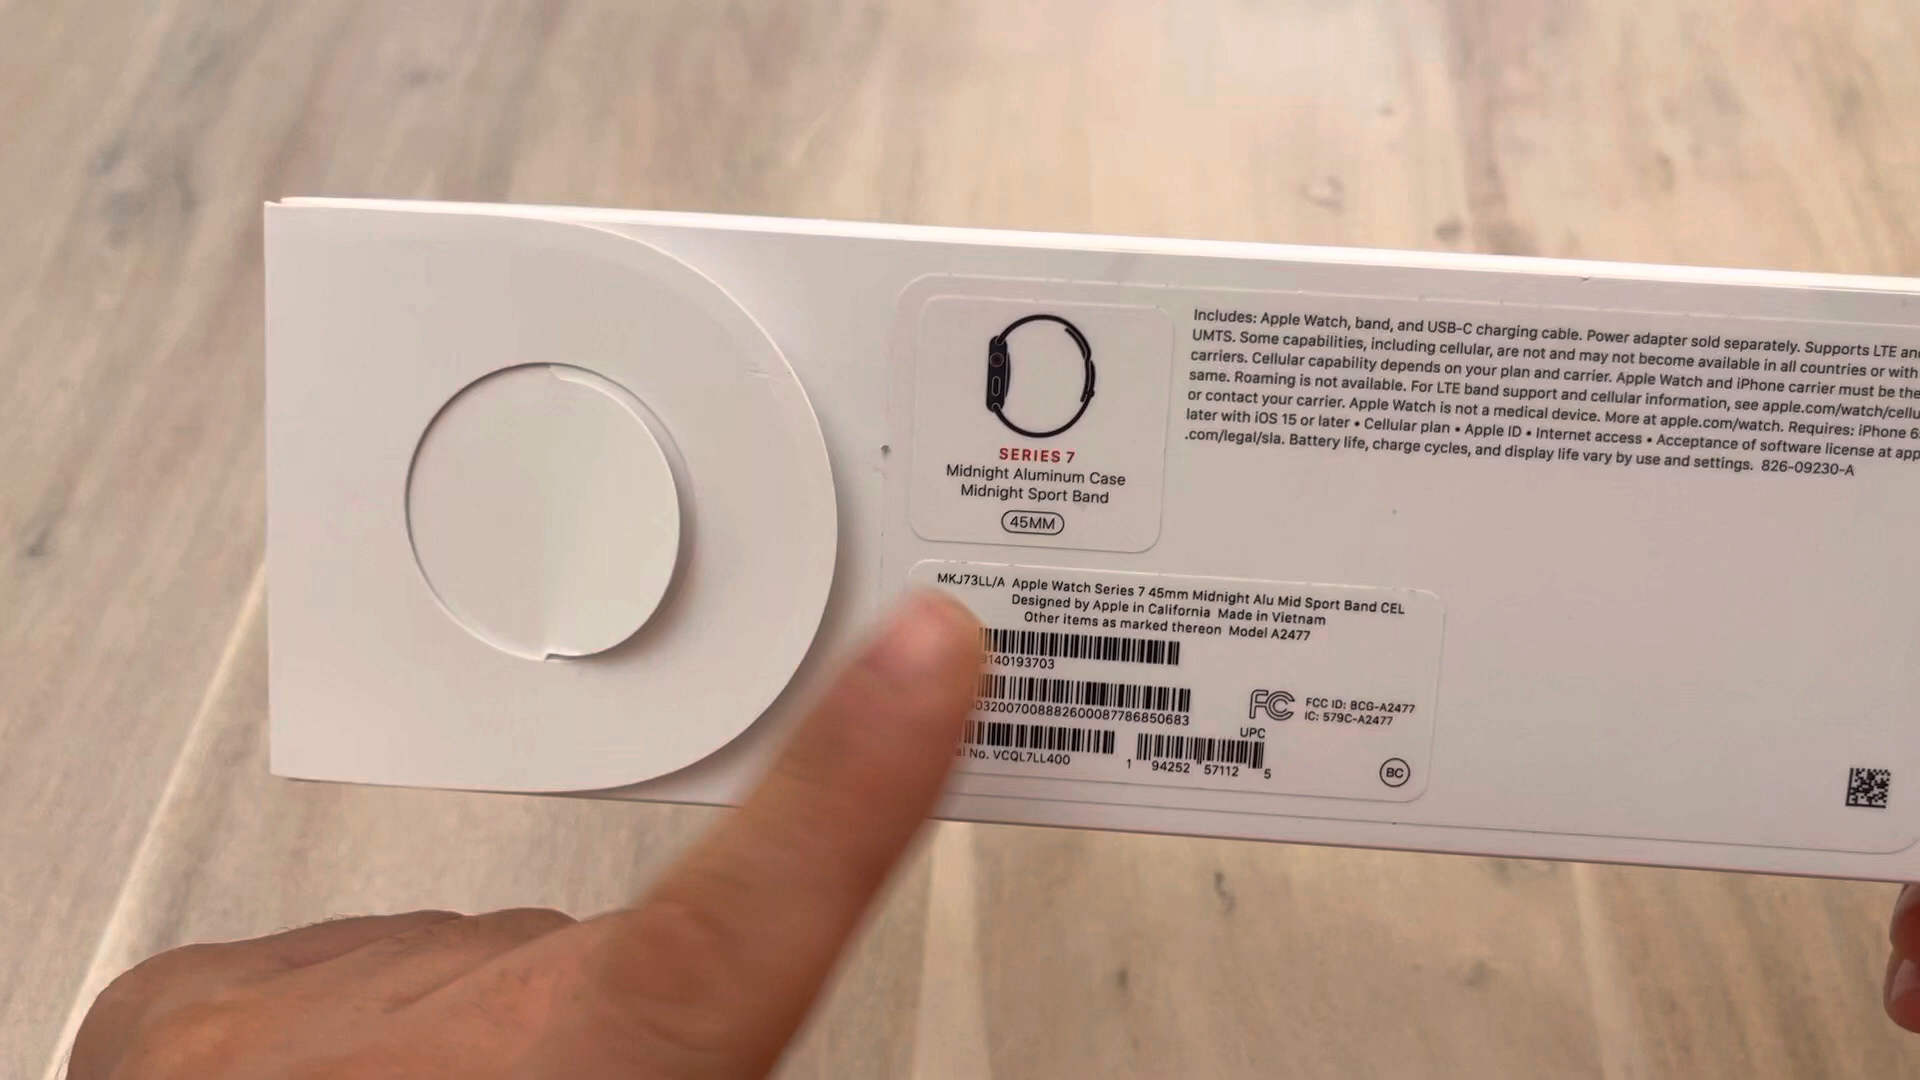 SERIES 7
Midnight Aluminum Case
Midnight Sport Band
45MM
Includes: Apple Watch, band, and USB-C charging cable. Power adapter sold separately. Supports LTE and
UMTS. Some capabilities, including cellular, are not and may not become available in all countries or with
carriers. Cellular capability depends on your plan and carrier. Apple Watch and iPhone carrier must be the
same. Roaming is not available. For LTE band support and cellular information, see apple.com/watch/cellu
or contact your carrier. Apple Watch is not a medical device. More at apple.com/watch. Requires: iPhone 6
later with iOS 15 or later • Cellular plan • Apple ID • Internet access • Acceptance of software license at app
.com/legal/sla. Battery life, charge cycles, and display life vary by use and settings. 826-09230-A
MKJ73LL/A Apple Watch Series 7 45mm Midnight Alu Mid Sport Band CEL
Designed by Apple in California Made in Vietnam
Other items as marked thereon Model A2477
9140193703
03200700888260008778685​0683
al No. VCQL7LL400
UPC
1 94252 57112 5
FC FCC ID: BCG-A2477
IC: 579C-A2477
BC